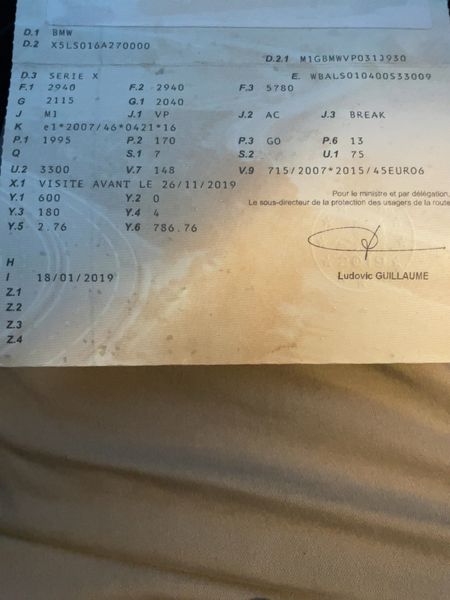 D.1 BMW
D.2 X5LS016A270000
D.2.1 M1GBMWVP031J930
D.3 SERIE X
E. WBALS010400S33009
F.1 2940 F.2 2940 F.3 5780
G 2115 G.1 2040
J M1 J.1 VP J.2 AC J.3 BREAK
K e1*2007/46*0421*16
P.1 1995 P.2 170 P.3 GO P.6 13
Q S.1 7 S.2 U.1 75
U.2 3300 V.7 148 V.9 715/2007*2015/45EURO6
X.1 VISITE AVANT LE 26/11/2019
Y.1 600 Y.2 0
Y.3 180 Y.4 4
Y.5 2.76 Y.6 786.76
Pour le ministre et par délégation,
Le sous-directeur de la protection des usagers de la route
H
I 18/01/2019
Ludovic GUILLAUME
Z.1
Z.2
Z.3
Z.4